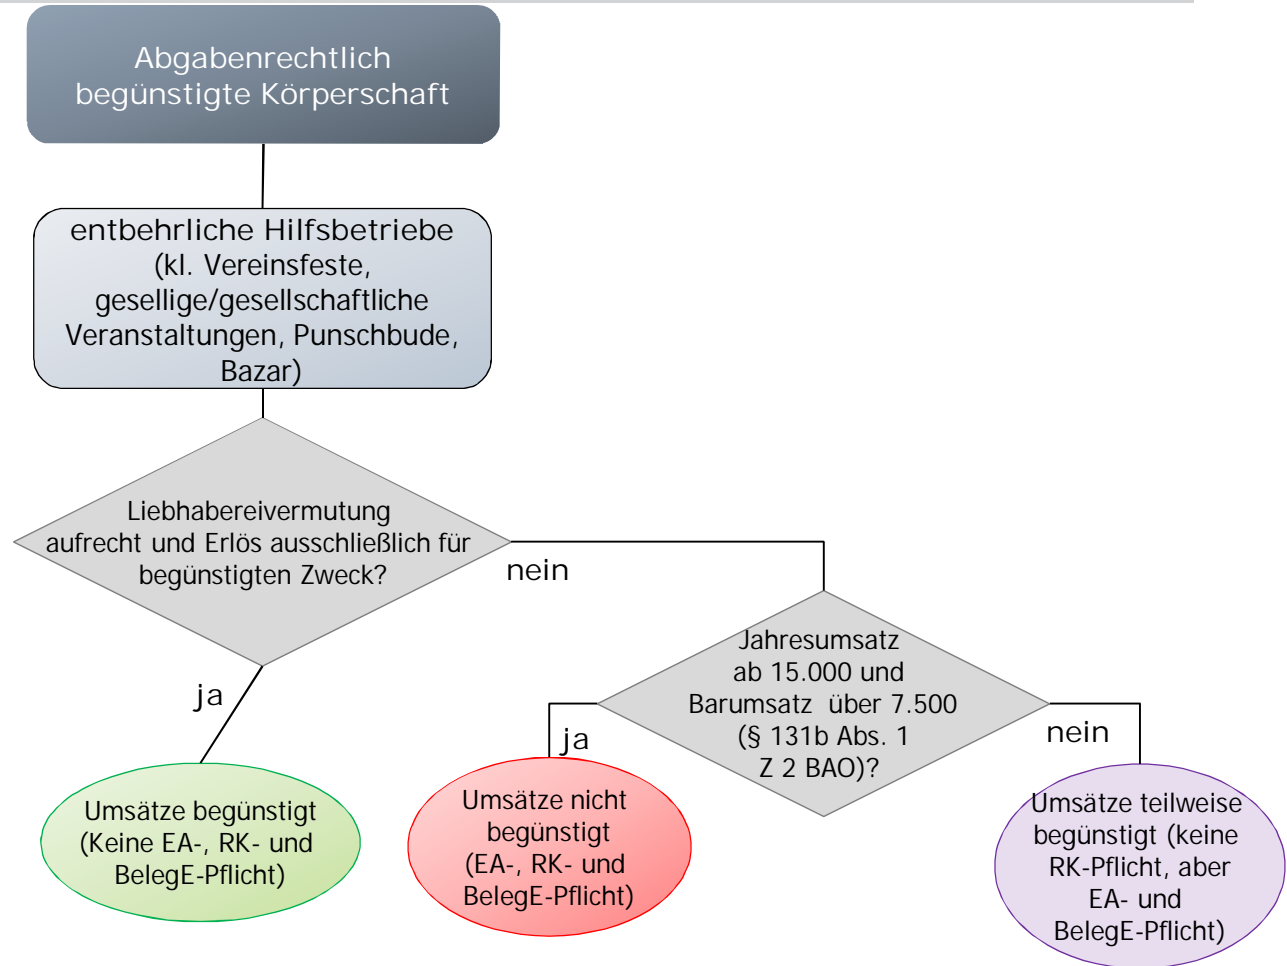 Abgabenrechtlich
begünstigte Körperschaft
entbehrliche Hilfsbetriebe
(kl. Vereinsfeste,
gesellige/gesellschaftliche
Veranstaltungen, Punschbude,
Bazar)
Liebhabereivermutung
aufrecht und Erlös ausschließlich für
begünstigten Zweck?
nein
ja
Jahresumsatz
ab 15.000 und
Barumsatz über 7.500
(§ 131b Abs. 1
Z 2 BAO)?
ja
nein
Umsätze begünstigt
(Keine EA-, RK- und
BelegE-Pflicht)
Umsätze nicht
begünstigt
(EA-, RK- und
BelegE-Pflicht)
Umsätze teilweise
begünstigt (keine
RK-Pflicht, aber
EA- und
BelegE-Pflicht)